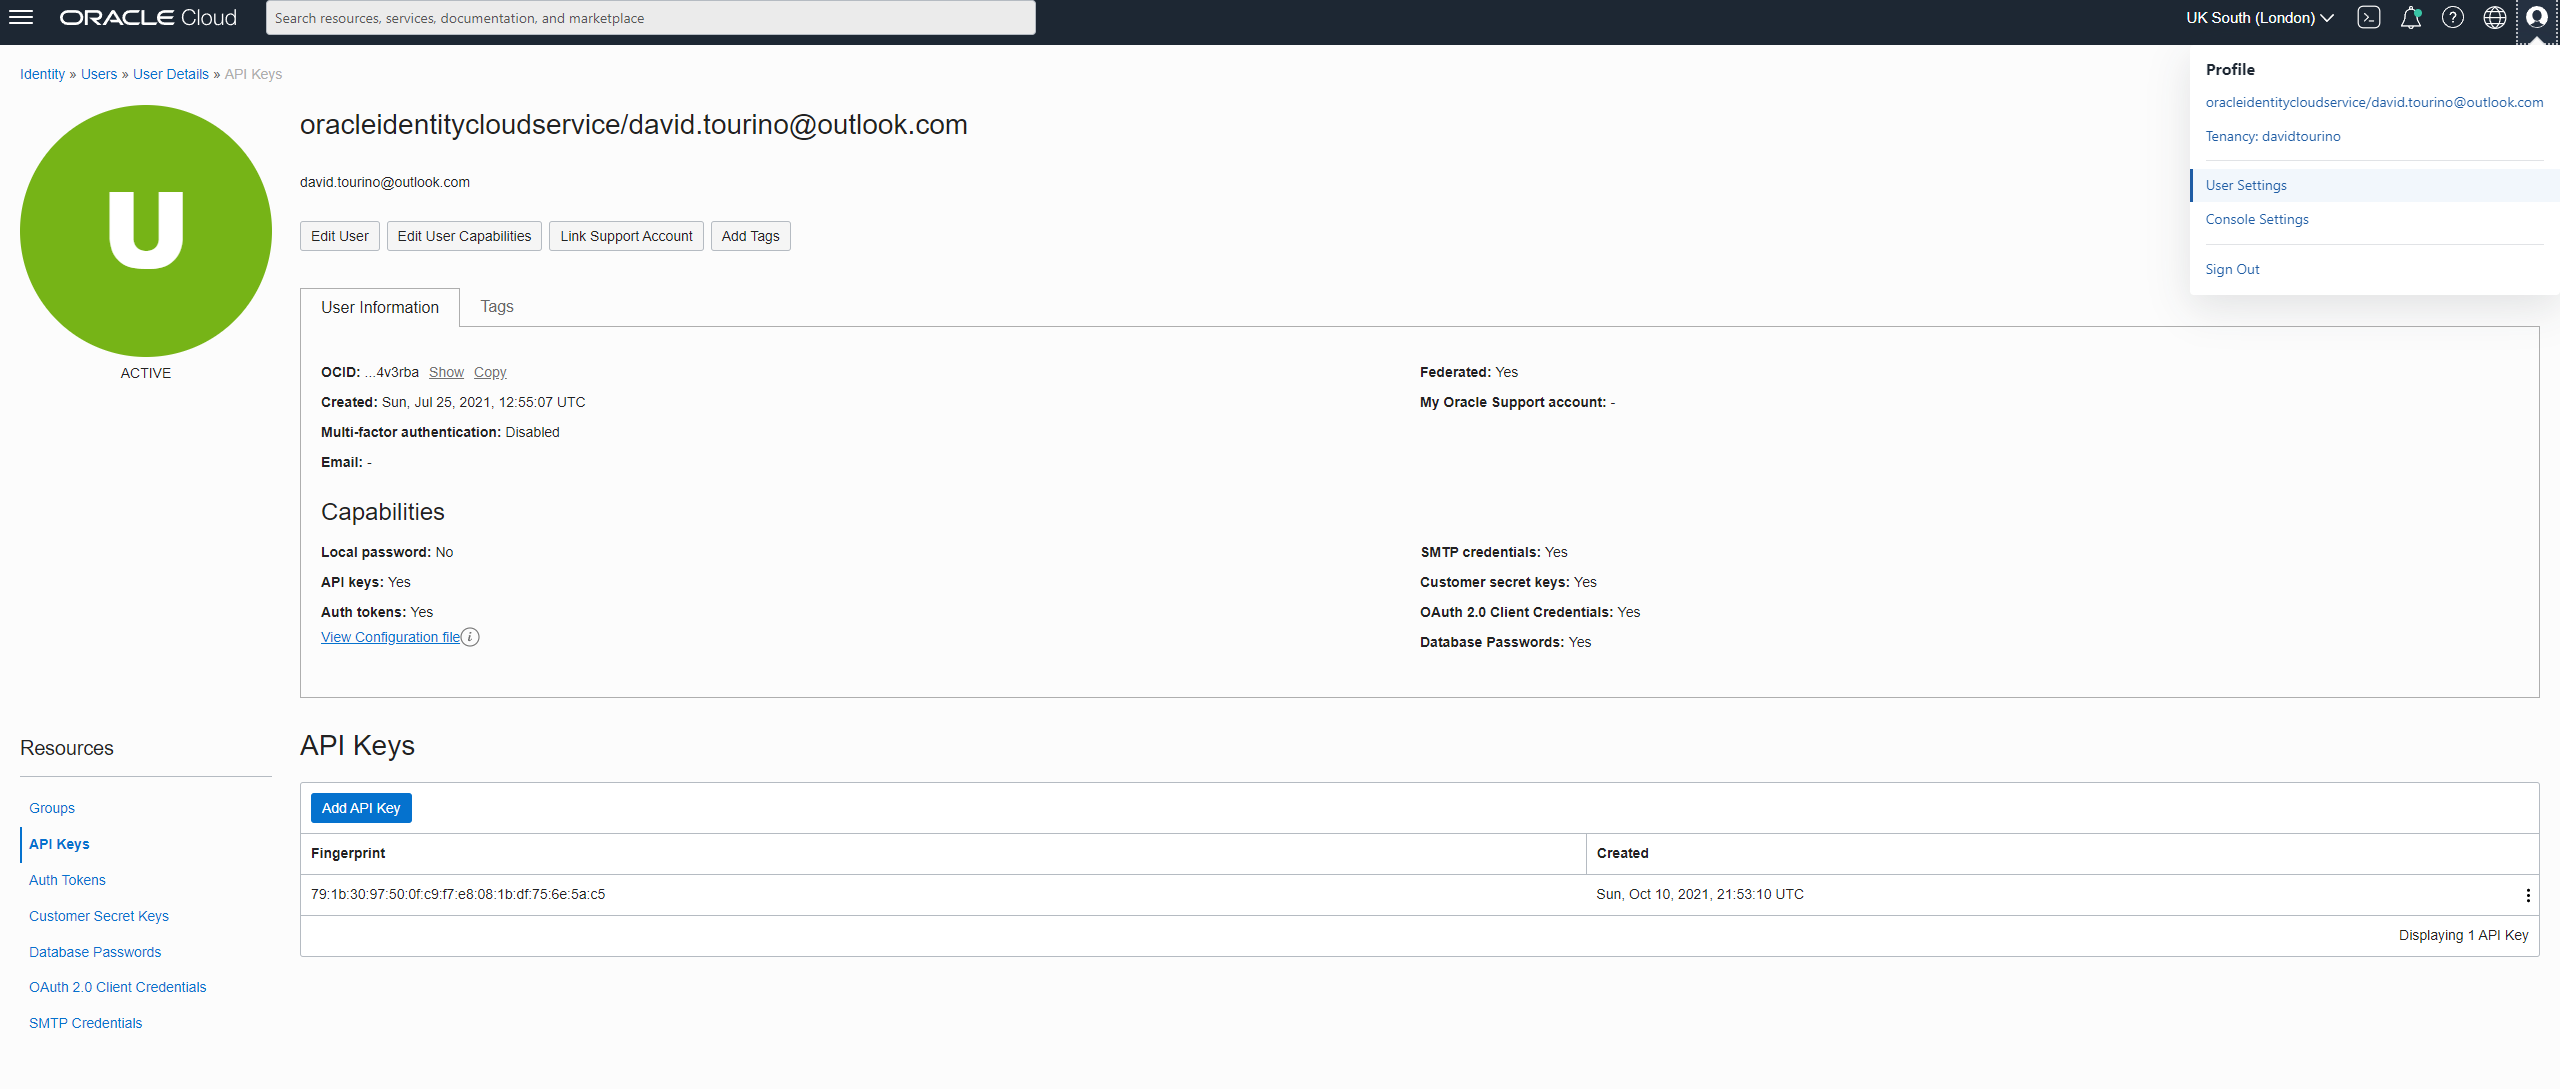 ORACLE Cloud
Search resources, services, documentation, and marketplace
UK South (London)
Identity » Users » User Details » API Keys
Profile
oracleidentitycloudservice/david.tourino@outlook.com
Tenancy: davidtourino
User Settings
Console Settings
Sign Out
U
ACTIVE
oracleidentitycloudservice/david.tourino@outlook.com
david.tourino@outlook.com
Edit User Edit User Capabilities Link Support Account Add Tags
User Information Tags
OCID: ...4v3rba Show Copy
Created: Sun, Jul 25, 2021, 12:55:07 UTC
Multi-factor authentication: Disabled
Email: -
Federated: Yes
My Oracle Support account: -
Capabilities
Local password: No
API keys: Yes
Auth tokens: Yes
View Configuration file
SMTP credentials: Yes
Customer secret keys: Yes
OAuth 2.0 Client Credentials: Yes
Database Passwords: Yes
Resources
Groups
API Keys
Auth Tokens
Customer Secret Keys
Database Passwords
OAuth 2.0 Client Credentials
SMTP Credentials
API Keys
Add API Key
Fingerprint Created
79:1b:30:97:50:0f:c9:f7:e8:08:1b:df:75:6e:5a:c5 Sun, Oct 10, 2021, 21:53:10 UTC
Displaying 1 API Key